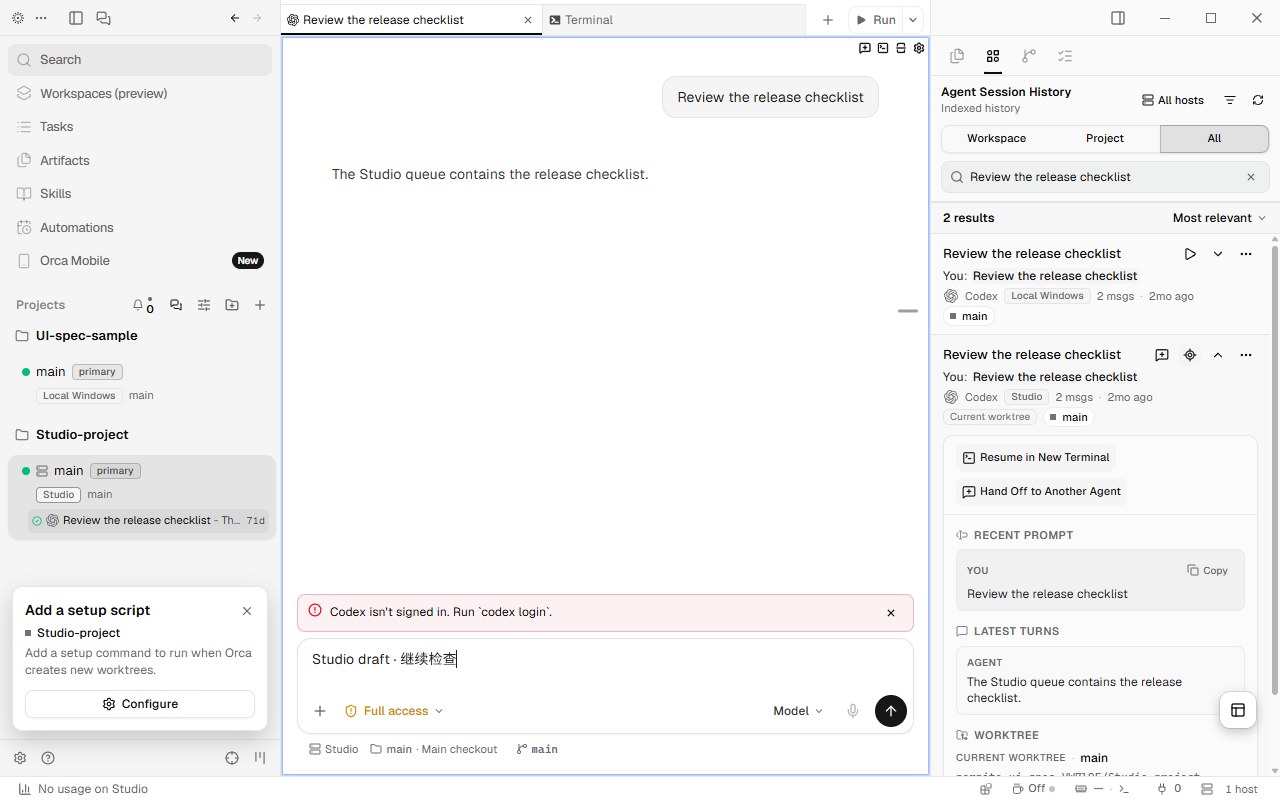 Review the release checklist
Terminal
Run
Search
Workspaces (preview)
Tasks
Artifacts
Skills
Automations
Orca Mobile
New
Projects
0
UI-spec-sample
main primary
Local Windows main
Studio-project
main primary
Studio main
Review the release checklist - Th... 71d
Add a setup script
Studio-project
Add a setup command to run when Orca
creates new worktrees.
Configure
Review the release checklist
The Studio queue contains the release checklist.
Codex isn't signed in. Run `codex login`.
Studio draft · 继续检查
Full access
Model
Studio main · Main checkout main
Agent Session History
Indexed history
All hosts
Workspace Project All
Review the release checklist
2 results
Most relevant
Review the release checklist
You: Review the release checklist
Codex Local Windows 2 msgs · 2mo ago
main
Review the release checklist
You: Review the release checklist
Codex Studio 2 msgs · 2mo ago
Current worktree main
Resume in New Terminal
Hand Off to Another Agent
RECENT PROMPT
YOU
Copy
Review the release checklist
LATEST TURNS
AGENT
The Studio queue contains the release
checklist.
WORKTREE
CURRENT WORKTREE · main
No usage on Studio
Off
0
1 host